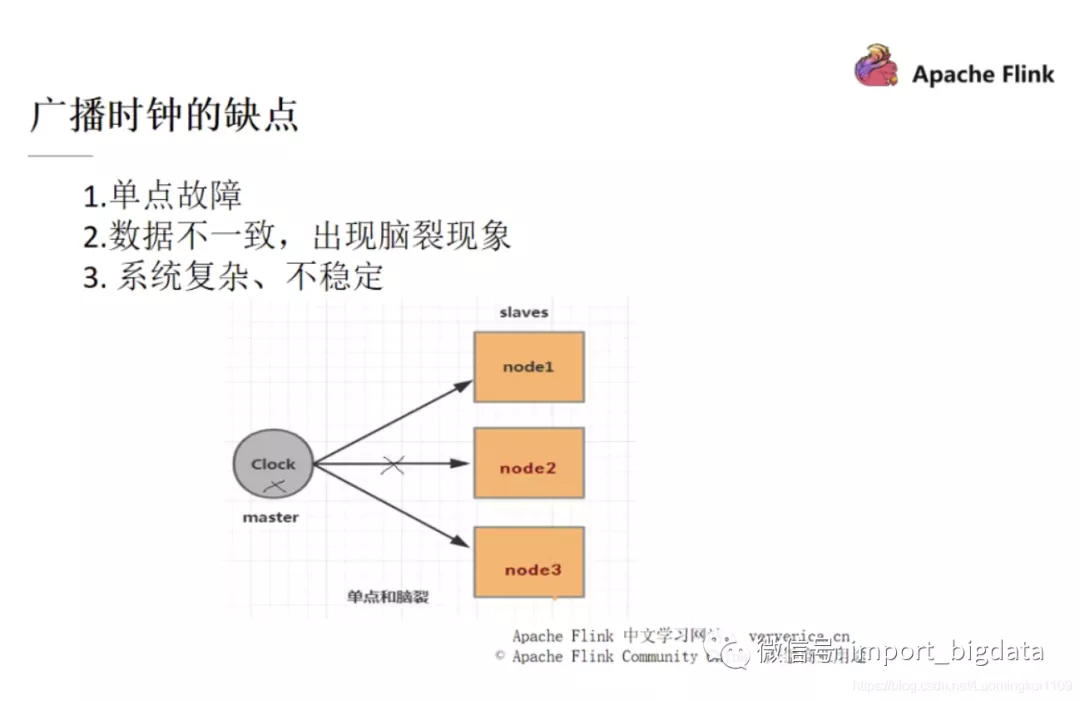 Apache Flink
广播时钟的缺点
1.单点故障
2.数据不一致，出现脑裂现象
3. 系统复杂、不稳定
slaves
node1
Clock
node2
master
node3
单点和脑裂
Apache Flink 中文学习网站： ververica.cn
© Apache Flink Community
微信号: import_bigdata
https://blog.csdn.net/Luomingkui1109